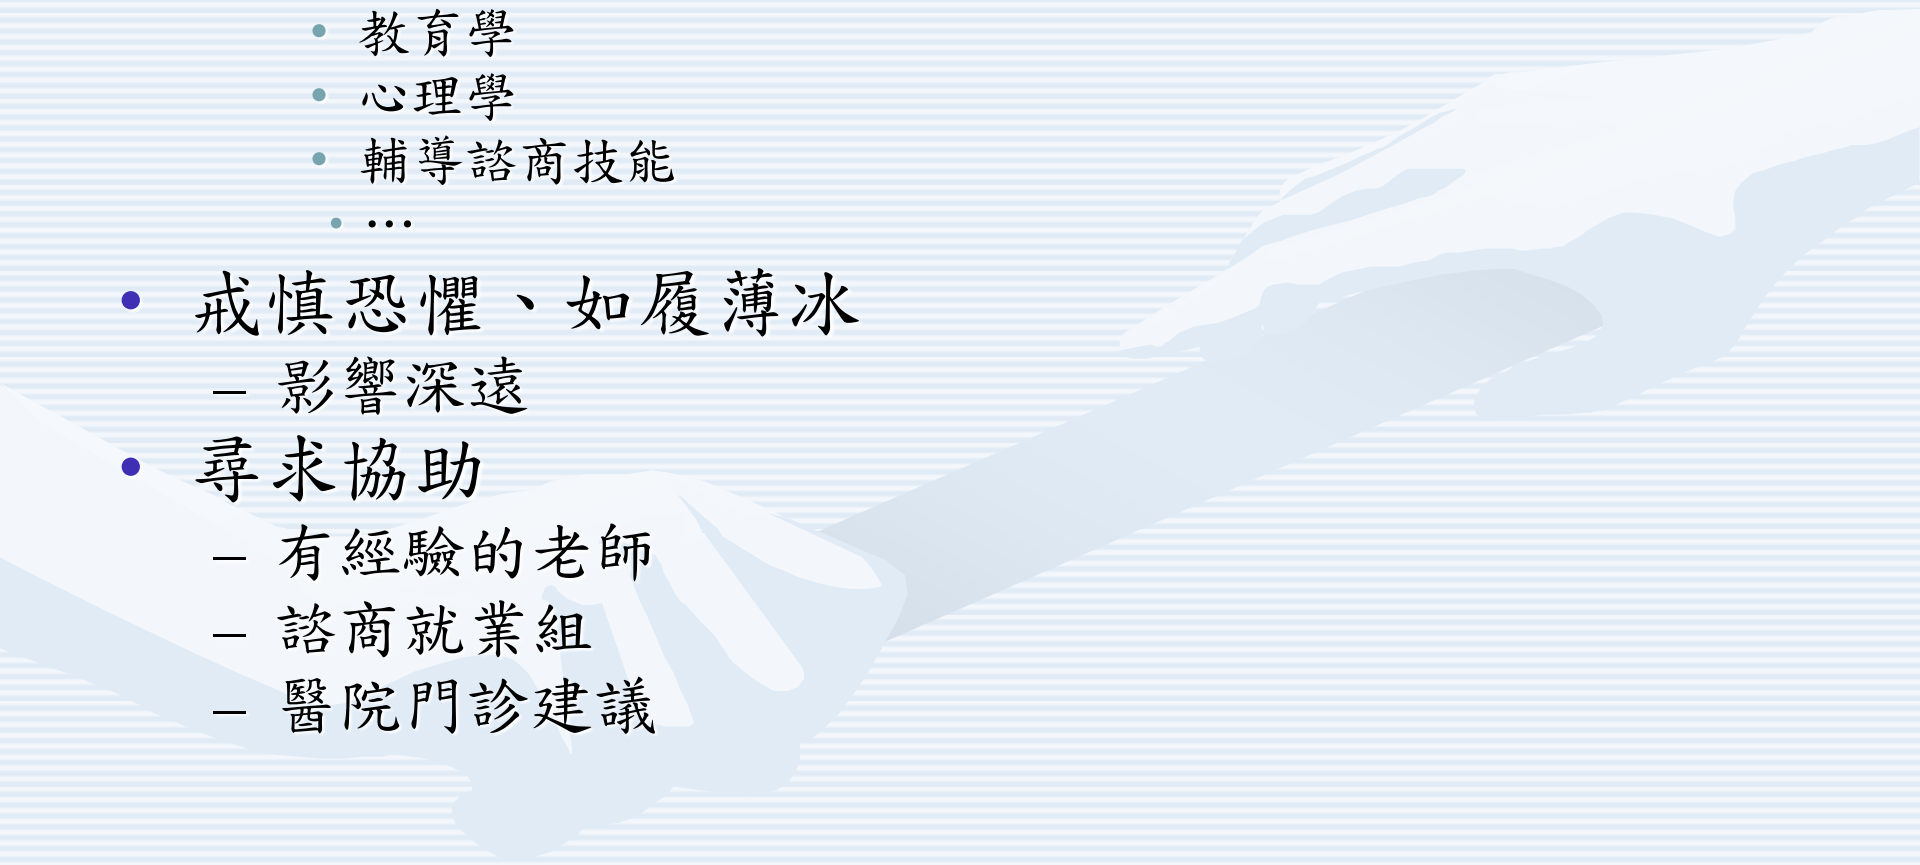 • 教育學
• 心理學
• 輔導諮商技能
• …
• 戒慎恐懼、如履薄冰
– 影響深遠
• 尋求協助
– 有經驗的老師
– 諮商就業組
– 醫院門診建議